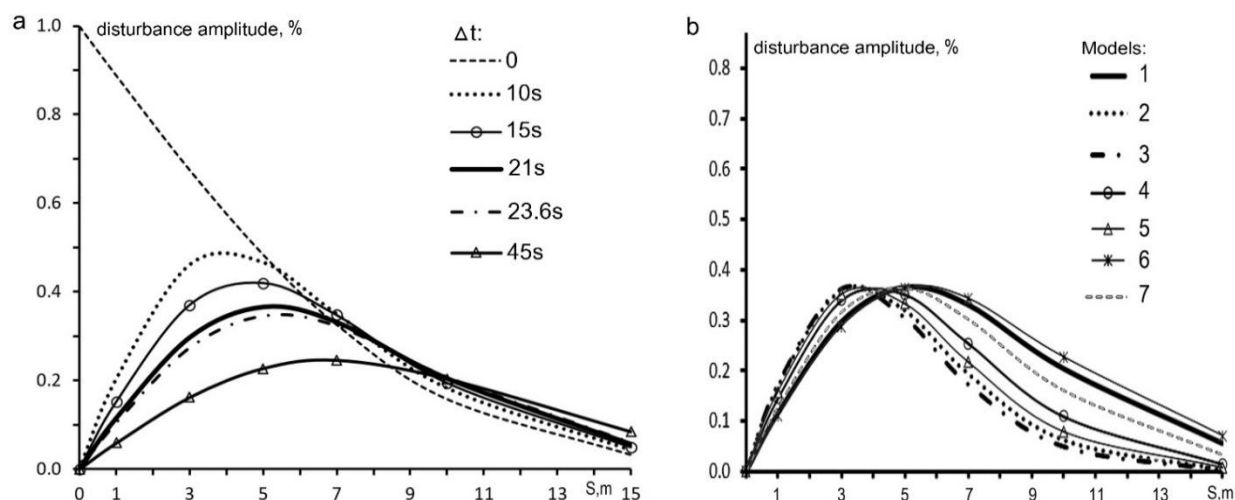 a
disturbance amplitude, %
Δt:
0
10s
15s
21s
23.6s
45s
1.0
0.8
0.6
0.4
0.2
0.0
0 1 3 5 7 9 11 13 S,m 15
b
disturbance amplitude, %
Models:
1
2
3
4
5
6
7
0.8
0.7
0.6
0.5
0.4
0.3
0.2
0.1
0.0
1 3 5 7 9 11 13 S,m